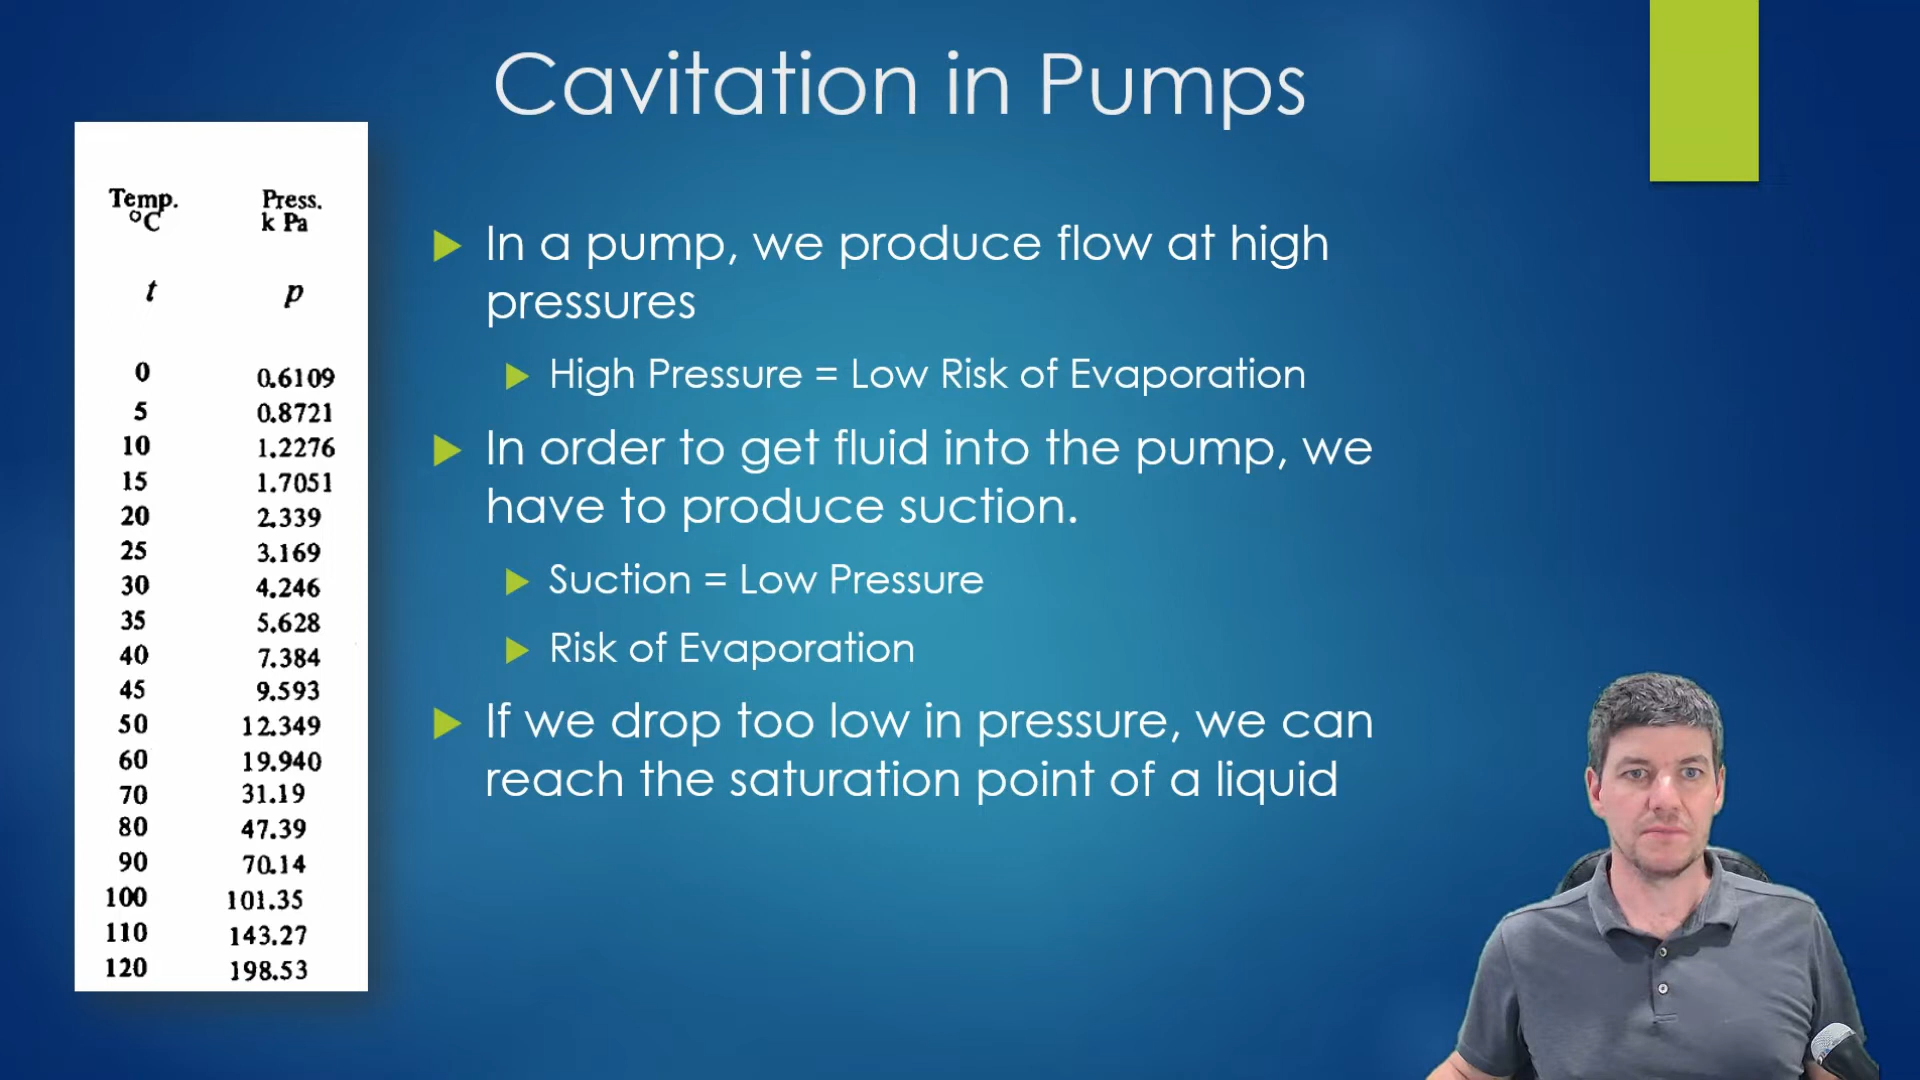 Cavitation in Pumps
Temp. Press.
°C k Pa
t p
0 0.6109
5 0.8721
10 1.2276
15 1.7051
20 2.339
25 3.169
30 4.246
35 5.628
40 7.384
45 9.593
50 12.349
60 19.940
70 31.19
80 47.39
90 70.14
100 101.35
110 143.27
120 198.53
In a pump, we produce flow at high
pressures
High Pressure = Low Risk of Evaporation
In order to get fluid into the pump, we
have to produce suction.
Suction = Low Pressure
Risk of Evaporation
If we drop too low in pressure, we can
reach the saturation point of a liquid